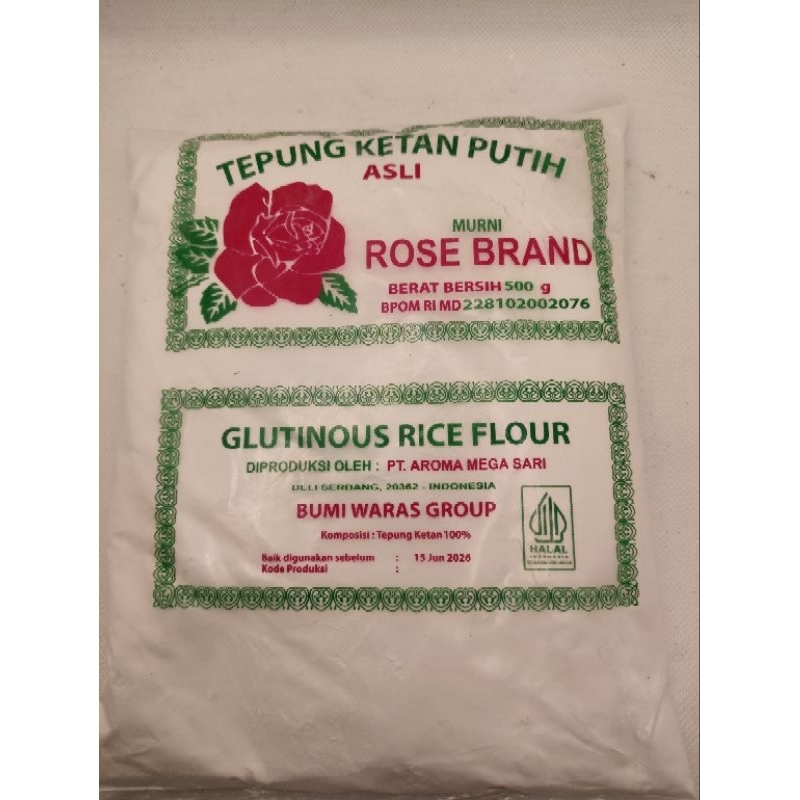 TEPUNG KETAN PUTIH
ASLI
MURNI
ROSE BRAND
BERAT BERSIH 500 g
BPOM RI MD 228102002076
GLUTINOUS RICE FLOUR
DIPRODUKSI OLEH : PT. AROMA MEGA SARI
DELI SERDANG, 20362 - INDONESIA
BUMI WARAS GROUP
Komposisi : Tepung Ketan 100%
Baik digunakan sebelum : 15 Jun 2026
Kode Produksi :
HALAL
INDONESIA